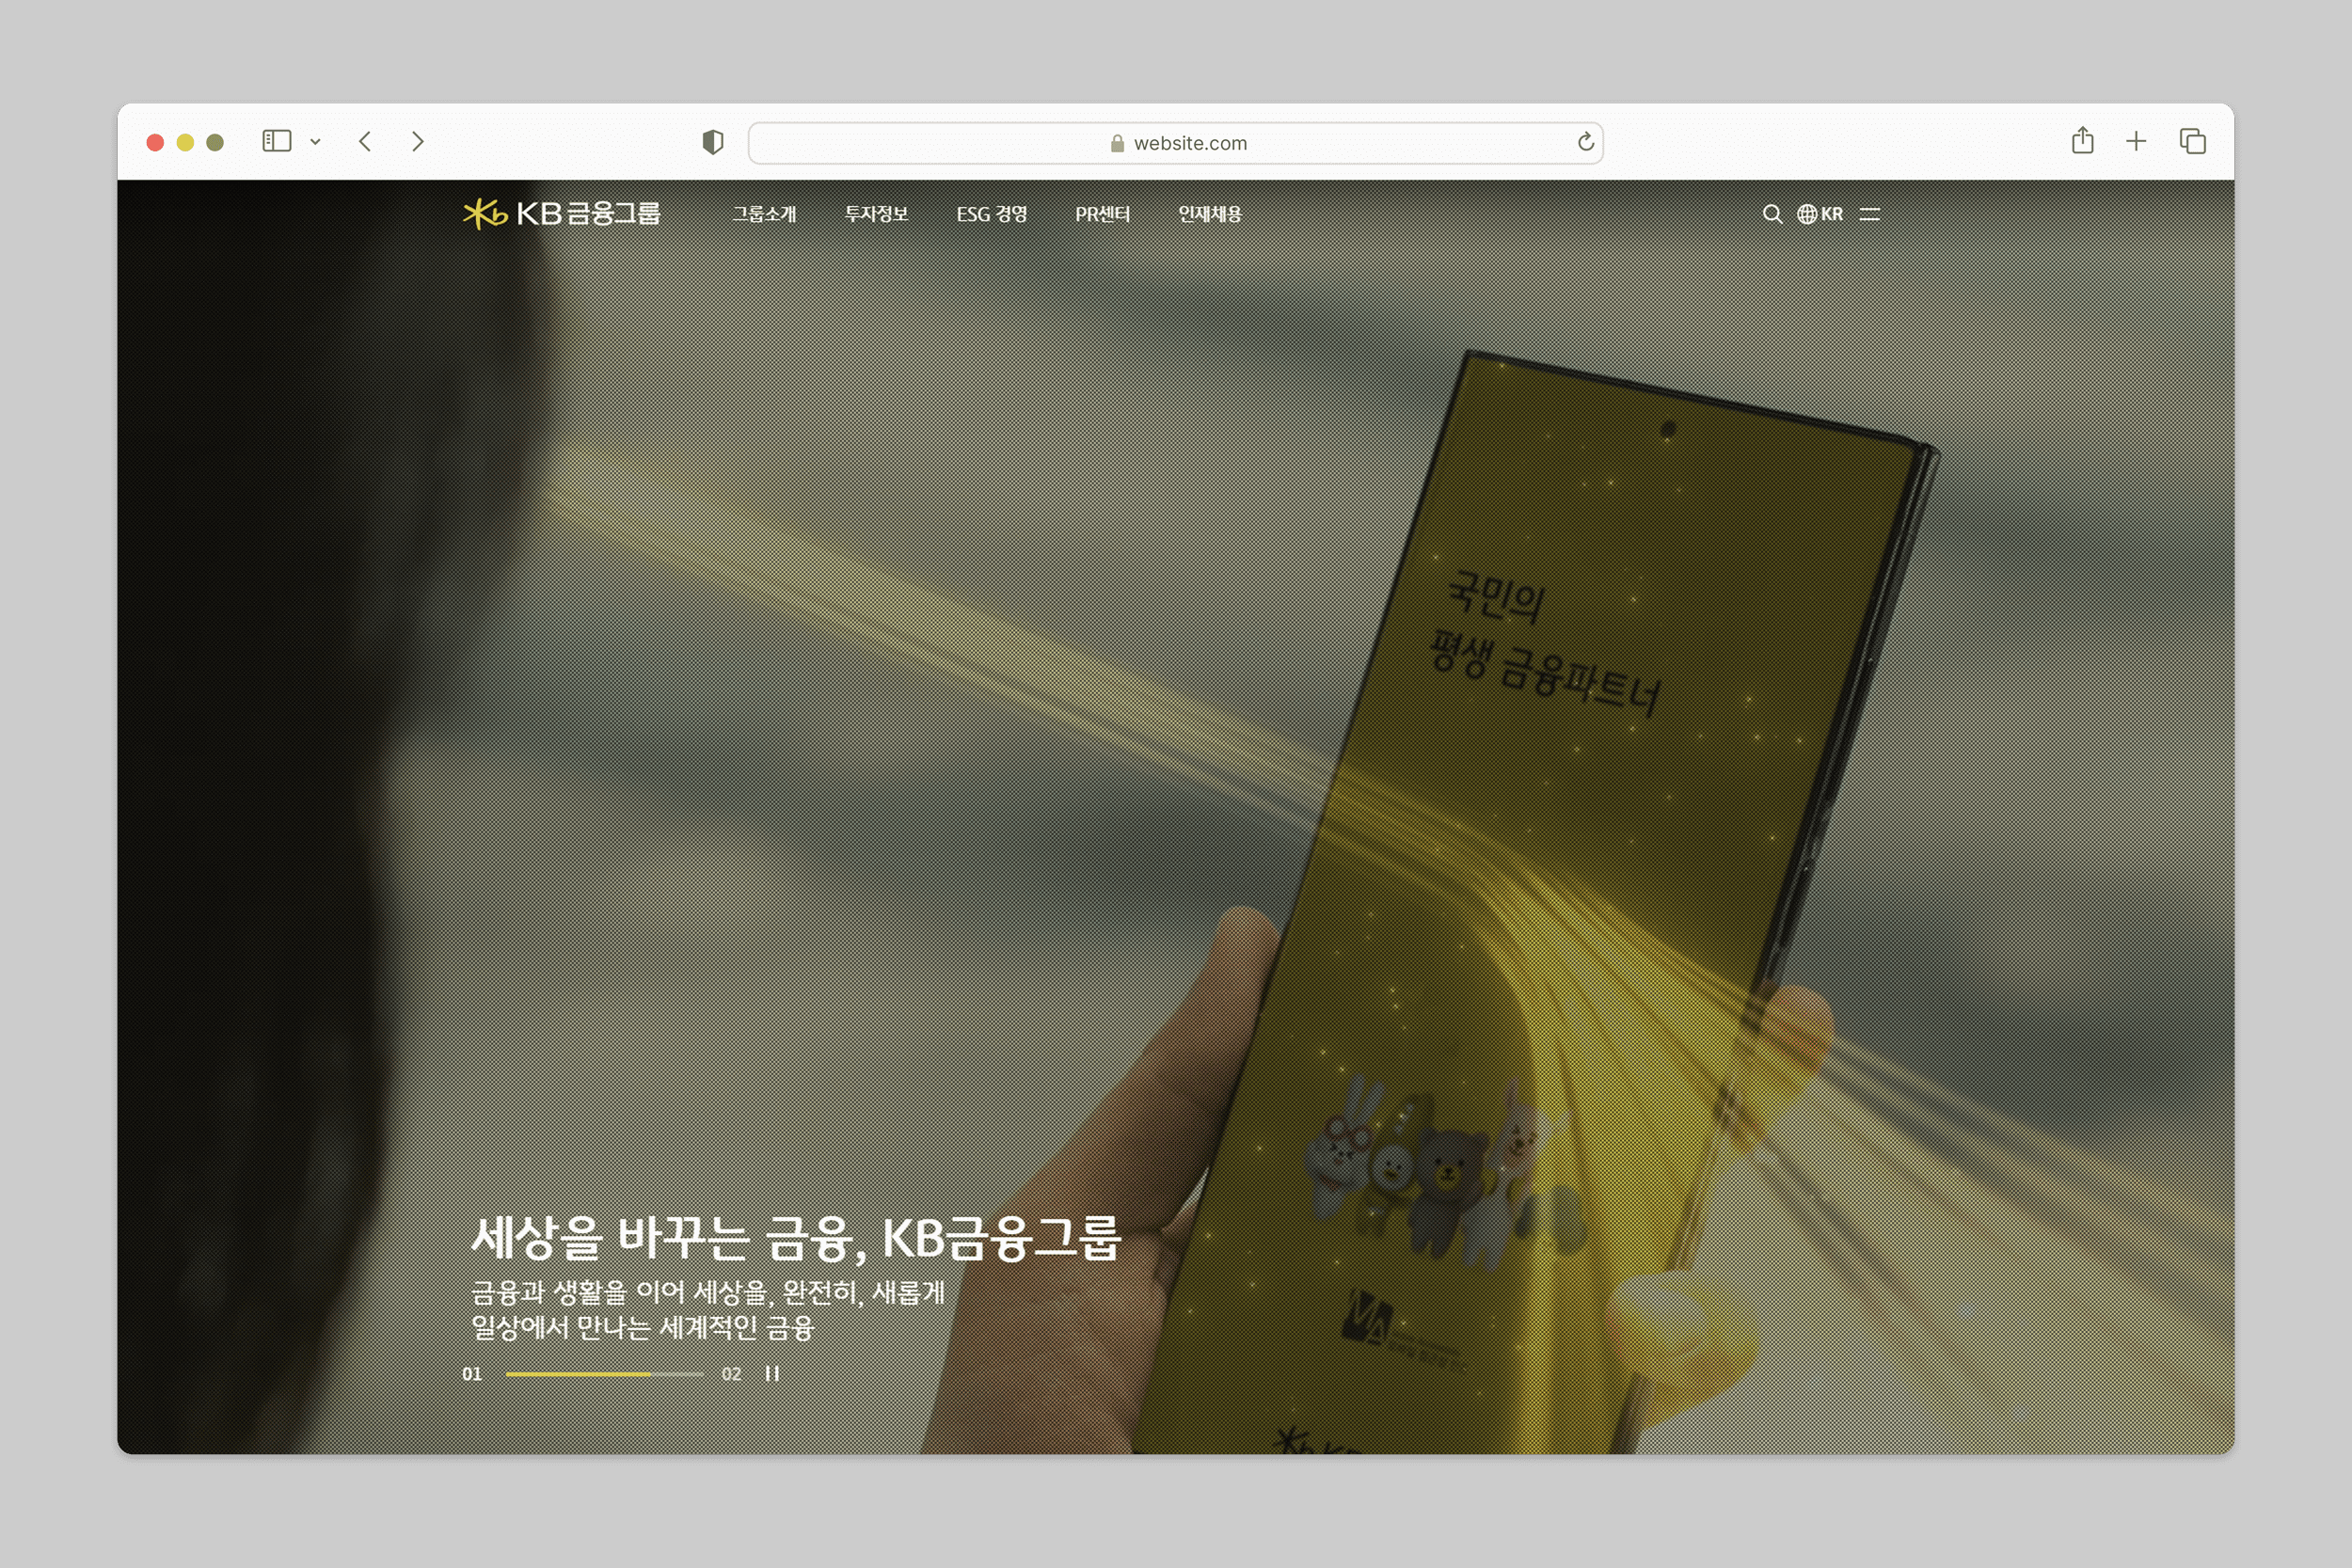 website.com
KB 금융그룹
그룹소개 투자정보 ESG 경영 PR센터 인재채용
KR
국민의
평생 금융파트너
세상을 바꾸는 금융, KB금융그룹
금융과 생활을 이어 세상을, 완전히, 새롭게
일상에서 만나는 세계적인 금융
01 02